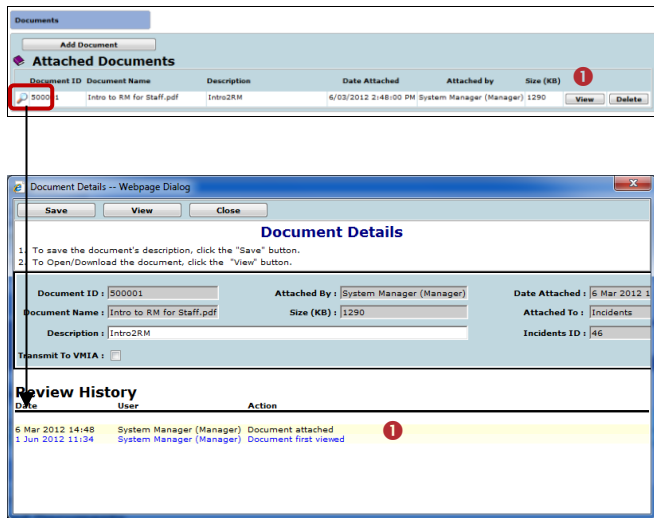 Documents
Add Document
Attached Documents
Document ID Document Name Description Date Attached Attached by Size (KB) 1
500001 Intro to RM for Staff.pdf Intro2RM 6/03/2012 2:48:00 PM System Manager (Manager) 1290 View Delete
Document Details -- Webpage Dialog X
Save View Close
Document Details
1. To save the document's description, click the "Save" button.
2. To Open/Download the document, click the "View" button.
Document ID : 500001 Attached By : System Manager (Manager) Date Attached : 6 Mar 2012 1
Document Name : Intro to RM for Staff.pdf Size (KB) : 1290 Attached To : Incidents
Description : Intro2RM Incidents ID : 46
Transmit To VMIA :
Review History
Date User Action
6 Mar 2012 14:48 System Manager (Manager) Document attached 1
1 Jun 2012 11:34 System Manager (Manager) Document first viewed